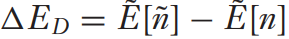 ΔE_D = Ẽ[ñ] − Ẽ[n]